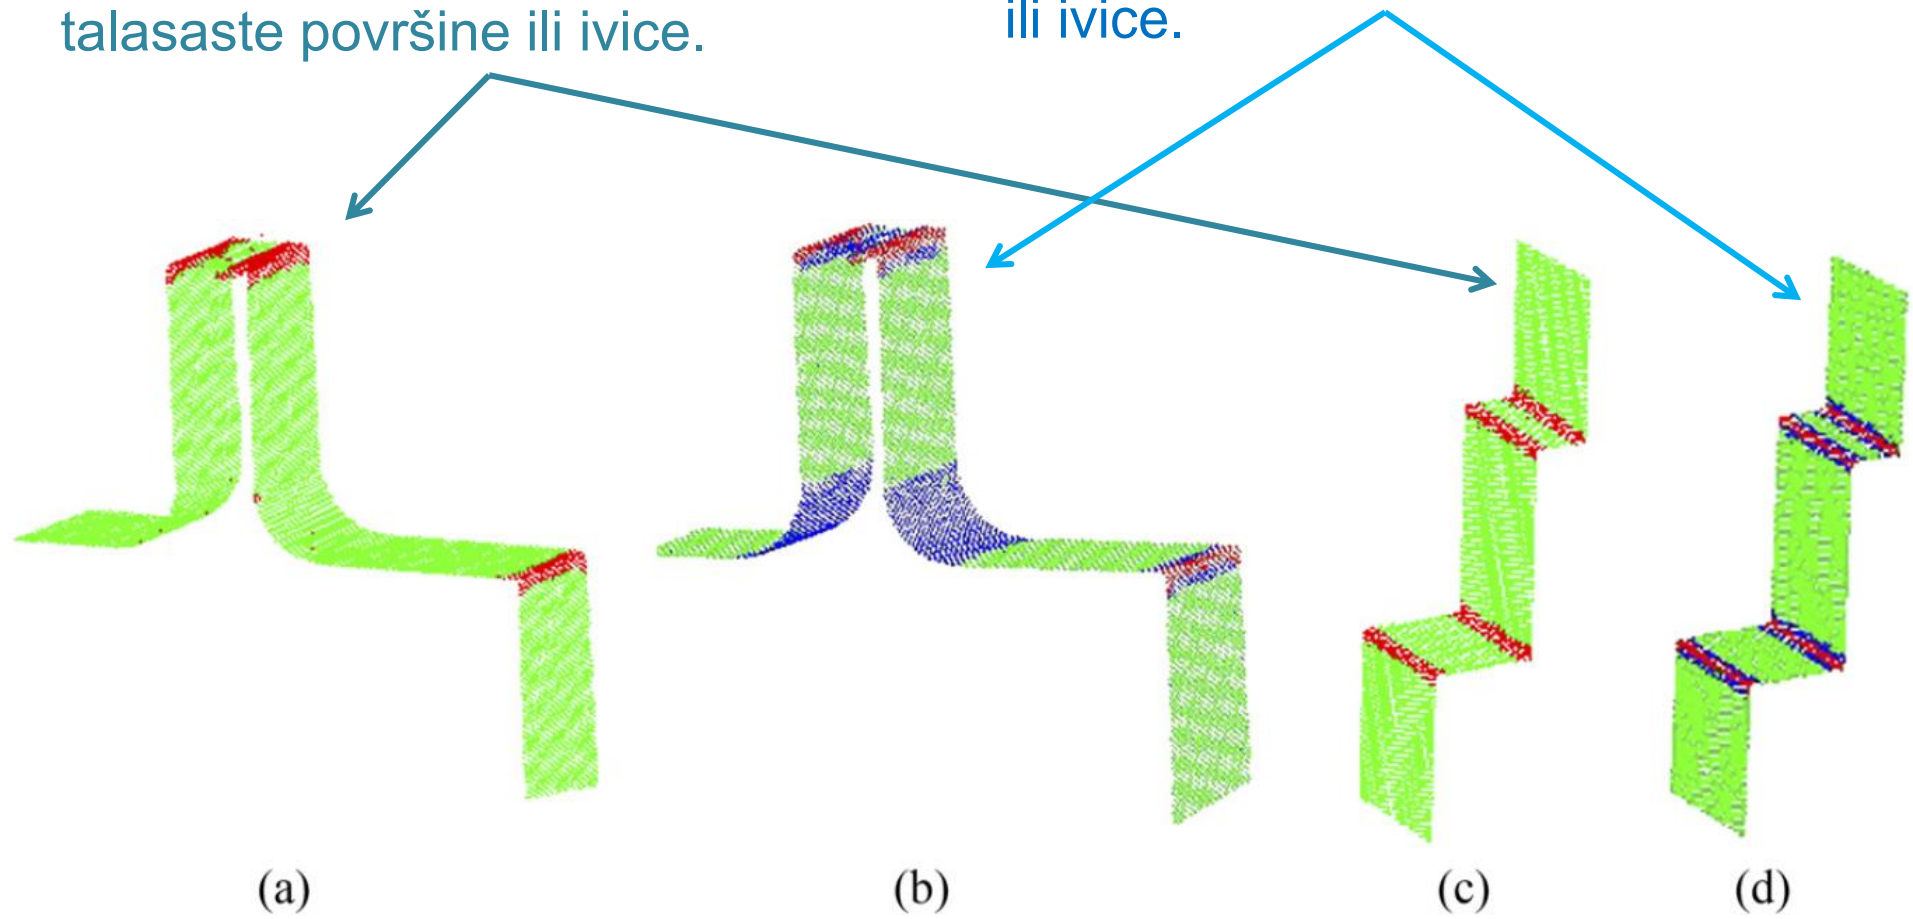 talasaste površine ili ivice.
ili ivice.
(a)
(b)
(c)
(d)